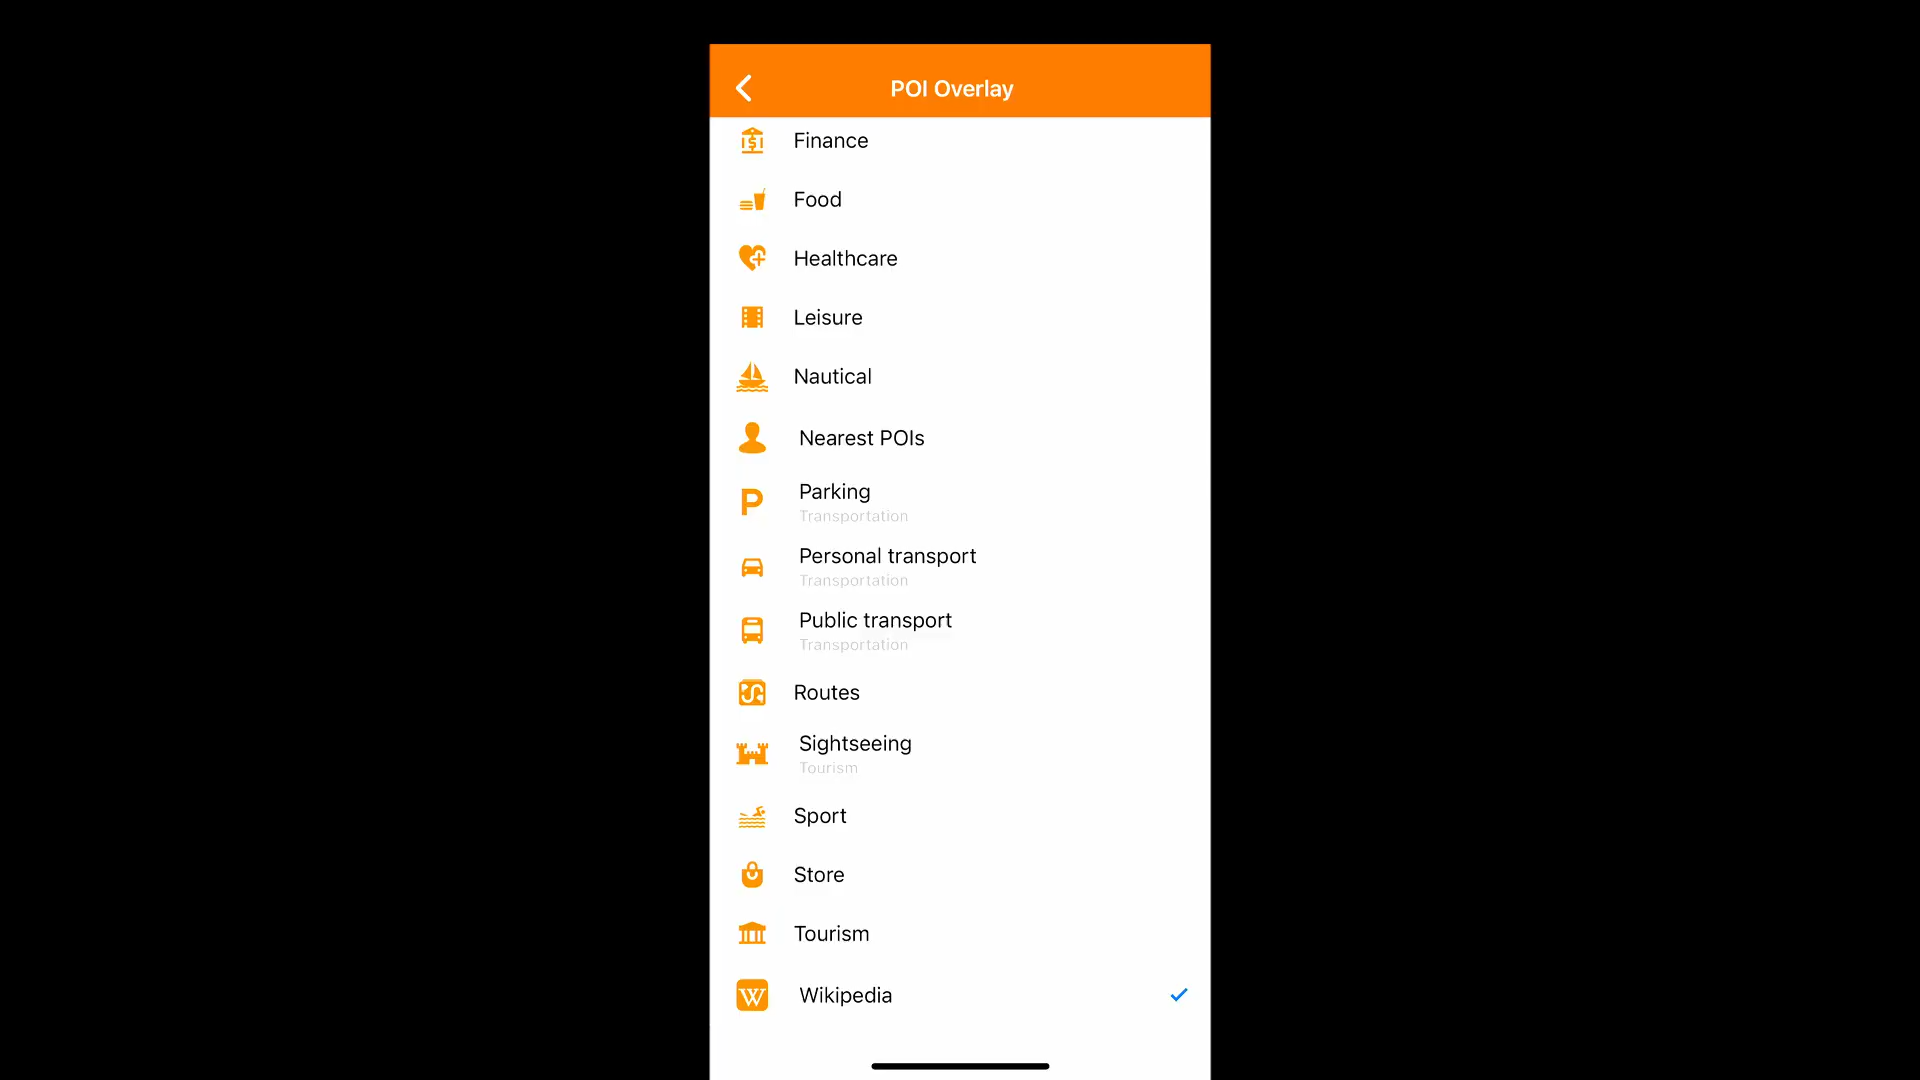 POI Overlay
Finance
Food
Healthcare
Leisure
Nautical
Nearest POIs
P
Parking
Transportation
Personal transport
Transportation
Public transport
Transportation
Routes
Sightseeing
Tourism
Sport
Store
Tourism
W
Wikipedia